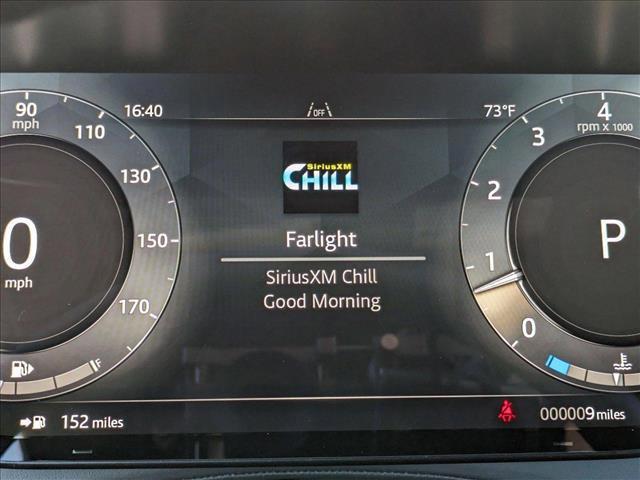 16:40
OFF
73°F
90
mph
110
130
150
170
0
mph
F
SiriusXM
CHILL
Farlight
SiriusXM Chill
Good Morning
4
rpm x 1000
3
2
1
0
P
152 miles
000009 miles